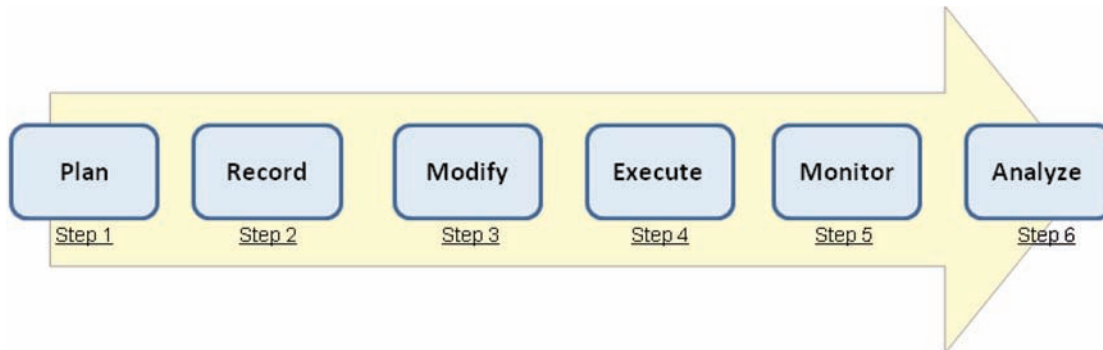 Plan
Record
Modify
Execute
Monitor
Analyze
Step 1
Step 2
Step 3
Step 4
Step 5
Step 6